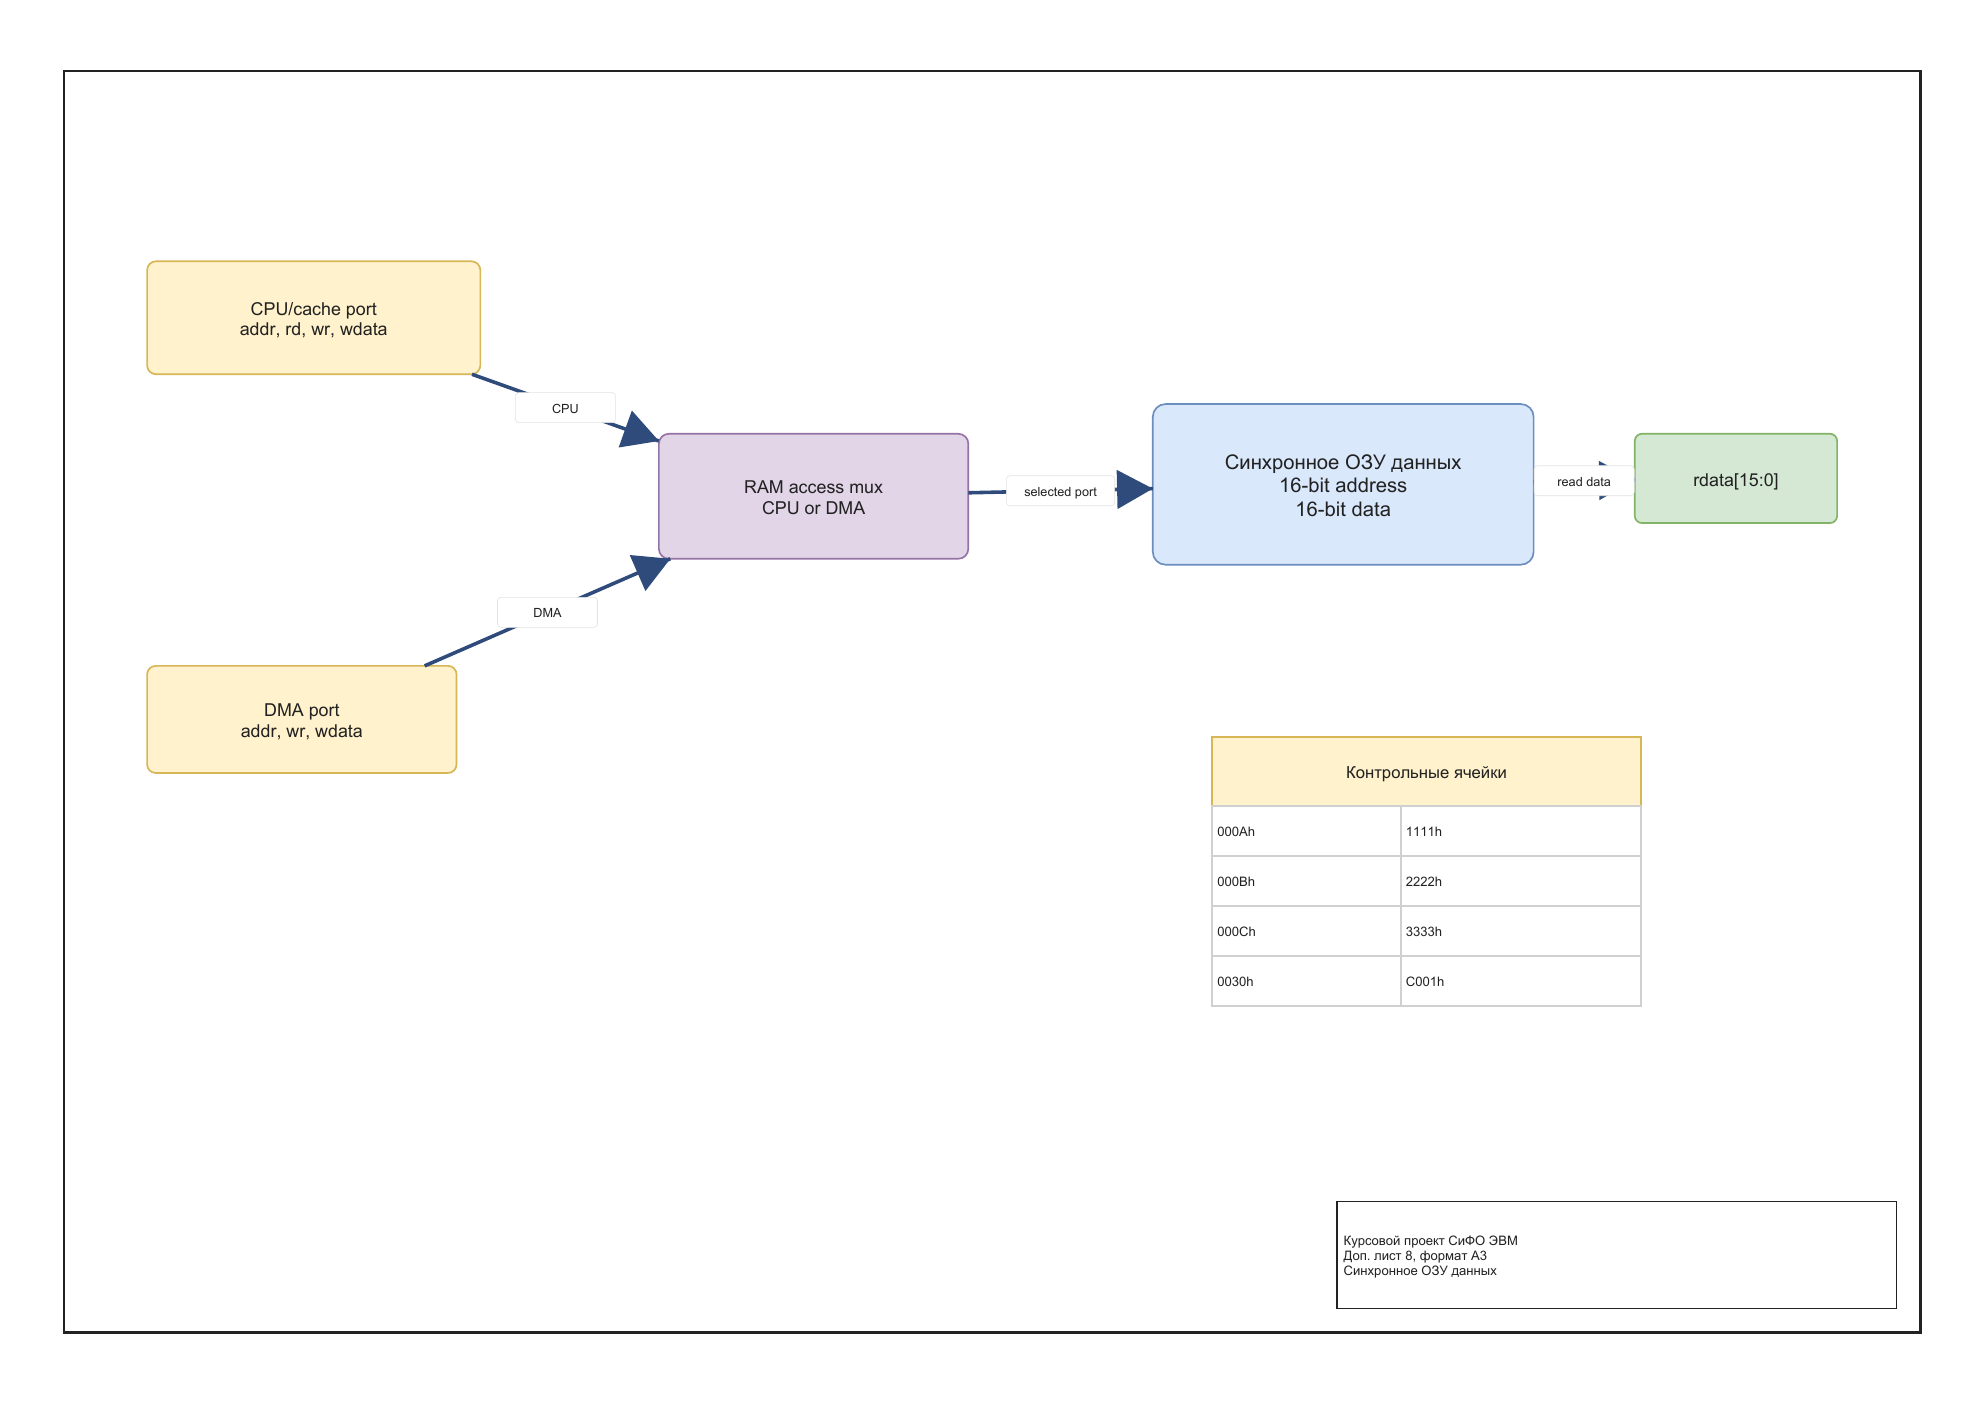 CPU/cache port
addr, rd, wr, wdata
CPU
RAM access mux
CPU or DMA
selected port
Синхронное ОЗУ данных
16-bit address
16-bit data
read data
rdata[15:0]
DMA
DMA port
addr, wr, wdata
Контрольные ячейки
000Ah 1111h
000Bh 2222h
000Ch 3333h
0030h C001h
Курсовой проект СиФО ЭВМ
Доп. лист 8, формат А3
Синхронное ОЗУ данных